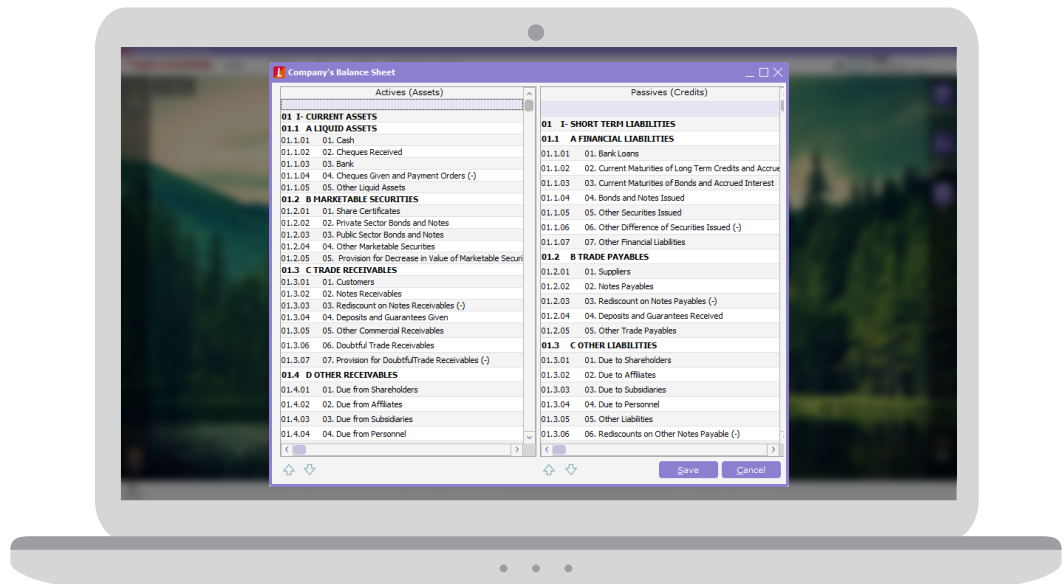 L Company's Balance Sheet
Actives (Assets)
01 I- CURRENT ASSETS
01.1 A LIQUID ASSETS
01.1.01 01. Cash
01.1.02 02. Cheques Received
01.1.03 03. Bank
01.1.04 04. Cheques Given and Payment Orders (-)
01.1.05 05. Other Liquid Assets
01.2 B MARKETABLE SECURITIES
01.2.01 01. Share Certificates
01.2.02 02. Private Sector Bonds and Notes
01.2.03 03. Public Sector Bonds and Notes
01.2.04 04. Other Marketable Securities
01.2.05 05. Provision for Decrease in Value of Marketable Securi
01.3 C TRADE RECEIVABLES
01.3.01 01. Customers
01.3.02 02. Notes Receivables
01.3.03 03. Rediscount on Notes Receivables (-)
01.3.04 04. Deposits and Guarantees Given
01.3.05 05. Other Commercial Receivables
01.3.06 06. Doubtful Trade Receivables
01.3.07 07. Provision for DoubtfulTrade Receivables (-)
01.4 D OTHER RECEIVABLES
01.4.01 01. Due from Shareholders
01.4.02 02. Due from Affiliates
01.4.03 03. Due from Subsidiaries
01.4.04 04. Due from Personnel
Passives (Credits)
01 I- SHORT TERM LIABILITIES
01.1 A FINANCIAL LIABILITIES
01.1.01 01. Bank Loans
01.1.02 02. Current Maturities of Long Term Credits and Accrue
01.1.03 03. Current Maturities of Bonds and Accrued Interest
01.1.04 04. Bonds and Notes Issued
01.1.05 05. Other Securities Issued
01.1.06 06. Other Difference of Securities Issued (-)
01.1.07 07. Other Financial Liabilities
01.2 B TRADE PAYABLES
01.2.01 01. Suppliers
01.2.02 02. Notes Payables
01.2.03 03. Rediscount on Notes Payables (-)
01.2.04 04. Deposits and Guarantees Received
01.2.05 05. Other Trade Payables
01.3 C OTHER LIABILITIES
01.3.01 01. Due to Shareholders
01.3.02 02. Due to Affiliates
01.3.03 03. Due to Subsidiaries
01.3.04 04. Due to Personnel
01.3.05 05. Other Liabilities
01.3.06 06. Rediscounts on Other Notes Payable (-)
Save Cancel